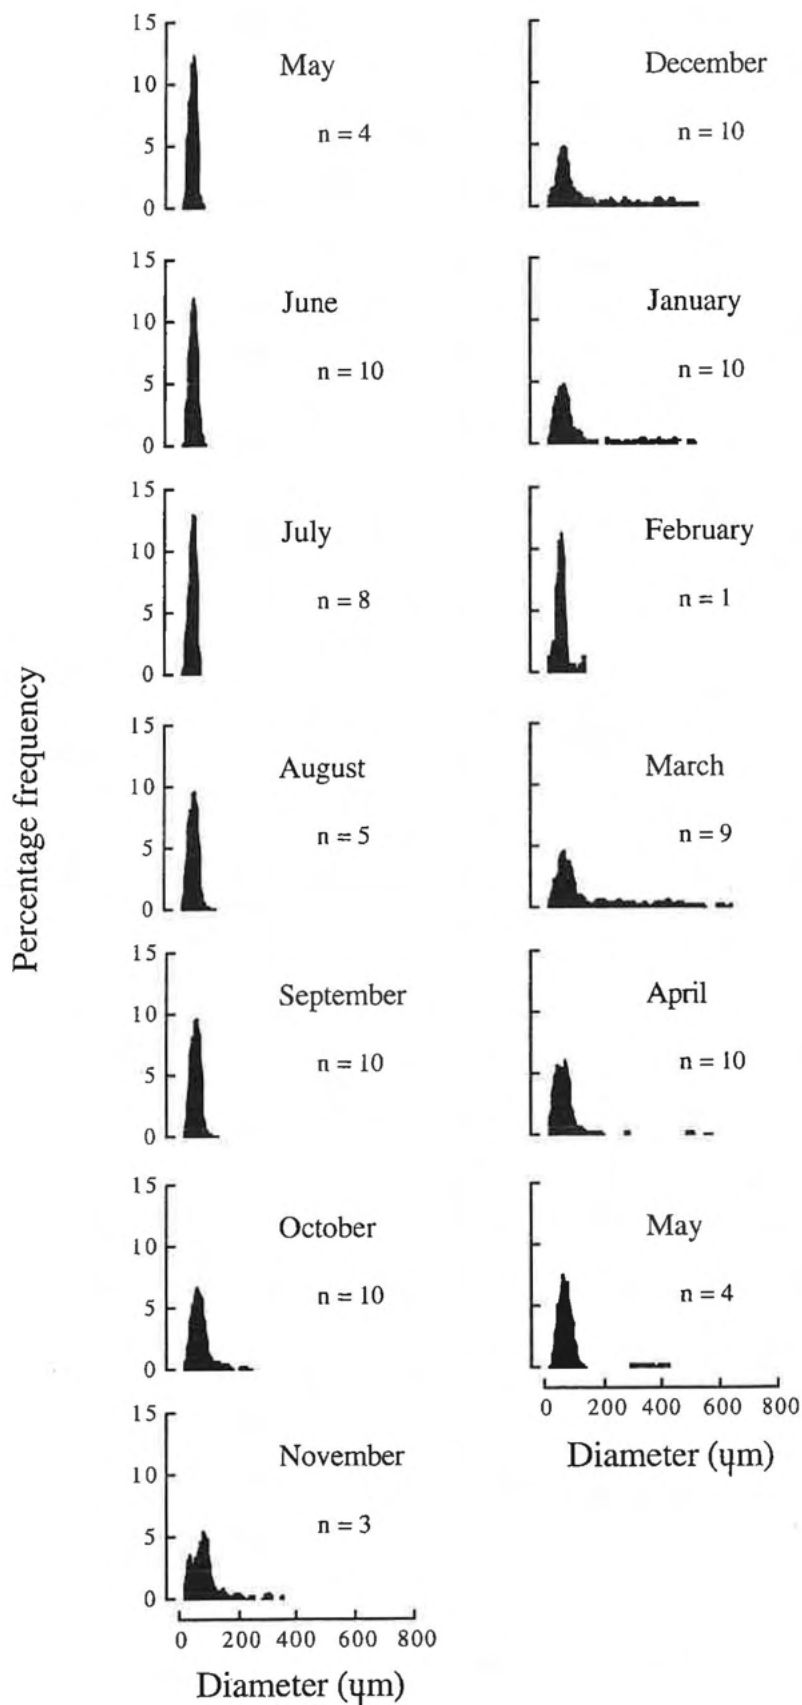 Percentage frequency
15
10
5
0
May
n = 4
15
10
5
0
June
n = 10
15
10
5
0
July
n = 8
15
10
5
0
August
n = 5
15
10
5
0
September
n = 10
15
10
5
0
October
n = 10
15
10
5
0
November
n = 3
0 200 400 600 800
Diameter (ųm)
December
n = 10
January
n = 10
February
n = 1
March
n = 9
April
n = 10
May
n = 4
0 200 400 600 800
Diameter (ųm)